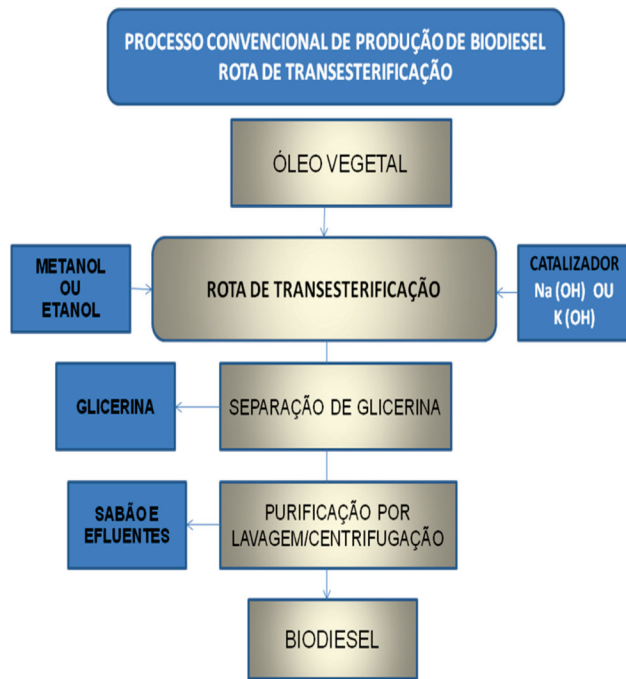 PROCESSO CONVENCIONAL DE PRODUÇÃO DE BIODIESEL
ROTA DE TRANSESTERIFICAÇÃO
ÓLEO VEGETAL
METANOL
OU
ETANOL
ROTA DE TRANSESTERIFICAÇÃO
CATALIZADOR
Na (OH) OU
K (OH)
GLICERINA
SEPARAÇÃO DE GLICERINA
SABÃO E
EFLUENTES
PURIFICAÇÃO POR
LAVAGEM/CENTRIFUGAÇÃO
BIODIESEL